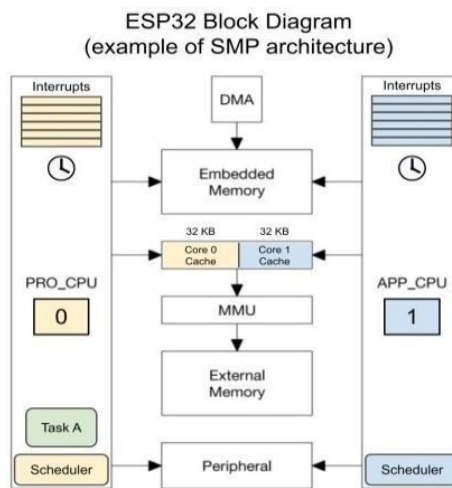 ESP32 Block Diagram
(example of SMP architecture)
Interrupts
DMA
Interrupts
Embedded
Memory
32 KB
32 KB
Core 0
Cache
Core 1
Cache
PRO_CPU
0
MMU
APP_CPU
1
External
Memory
Task A
Scheduler
Peripheral
Scheduler